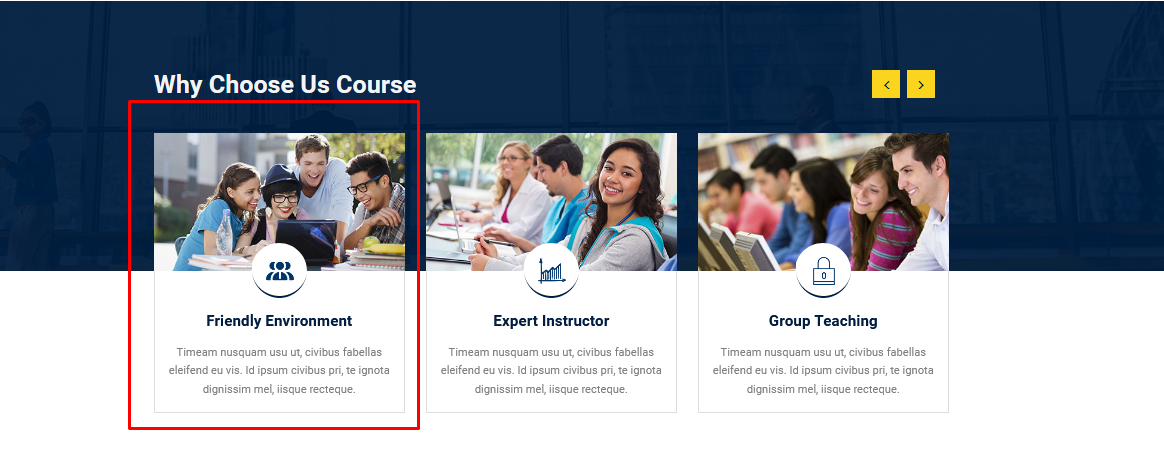 Why Choose Us Course
Friendly Environment
Timeam nusquam usu ut, civibus fabellas
eleifend eu vis. Id ipsum civibus pri, te ignota
dignissim mel, iisque recteque.
Expert Instructor
Timeam nusquam usu ut, civibus fabellas
eleifend eu vis. Id ipsum civibus pri, te ignota
dignissim mel, iisque recteque.
0
Group Teaching
Timeam nusquam usu ut, civibus fabellas
eleifend eu vis. Id ipsum civibus pri, te ignota
dignissim mel, iisque recteque.